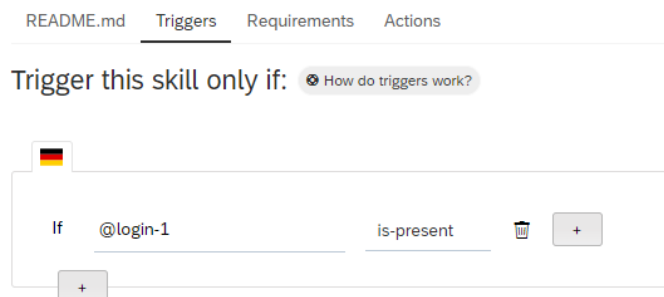 README.md Triggers Requirements Actions
Trigger this skill only if: How do triggers work?
If @login-1 is-present +
+